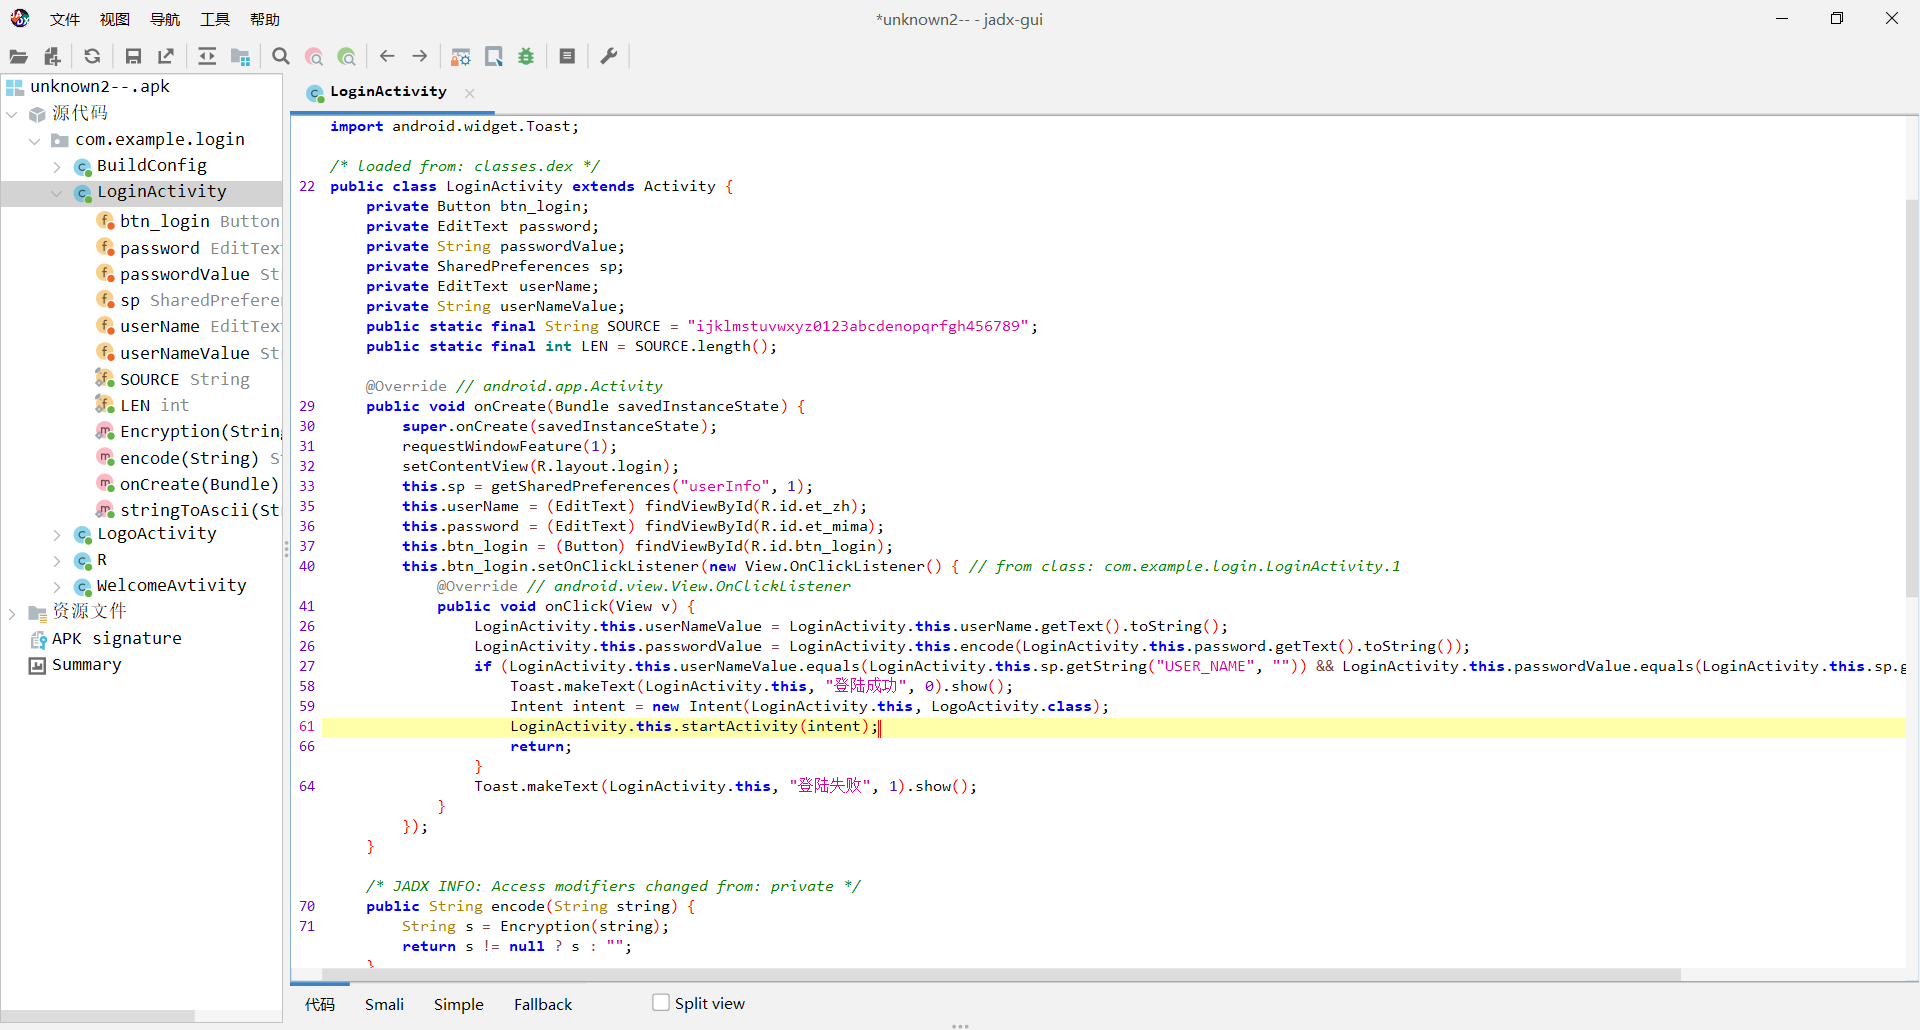 文件 视图 导航 工具 帮助
*unknown2-- - jadx-gui
unknown2--.apk
源代码
com.example.login
BuildConfig
LoginActivity
btn_login Button
password EditTex
passwordValue St
sp SharedPrefere
userName EditTex
userNameValue St
SOURCE String
LEN int
Encryption(Strin
encode(String) S
onCreate(Bundle)
stringToAscii(St
LogoActivity
R
WelcomeAvtivity
资源文件
APK signature
Summary
LoginActivity
import android.widget.Toast;
/* loaded from: classes.dex */
22 public class LoginActivity extends Activity {
private Button btn_login;
private EditText password;
private String passwordValue;
private SharedPreferences sp;
private EditText userName;
private String userNameValue;
public static final String SOURCE = "ijklmstuvwxyz0123abcdenopqrfgh456789";
public static final int LEN = SOURCE.length();
@Override // android.app.Activity
29 public void onCreate(Bundle savedInstanceState) {
30 super.onCreate(savedInstanceState);
31 requestWindowFeature(1);
32 setContentView(R.layout.login);
33 this.sp = getSharedPreferences("userInfo", 1);
35 this.userName = (EditText) findViewById(R.id.et_zh);
36 this.password = (EditText) findViewById(R.id.et_mima);
37 this.btn_login = (Button) findViewById(R.id.btn_login);
40 this.btn_login.setOnClickListener(new View.OnClickListener() { // from class: com.example.login.LoginActivity.1
@Override // android.view.View.OnClickListener
41 public void onClick(View v) {
26 LoginActivity.this.userNameValue = LoginActivity.this.userName.getText().toString();
26 LoginActivity.this.passwordValue = LoginActivity.this.encode(LoginActivity.this.password.getText().toString());
27 if (LoginActivity.this.userNameValue.equals(LoginActivity.this.sp.getString("USER_NAME", "")) && LoginActivity.this.passwordValue.equals(LoginActivity.this.sp.g
58 Toast.makeText(LoginActivity.this, "登陆成功", 0).show();
59 Intent intent = new Intent(LoginActivity.this, LogoActivity.class);
61 LoginActivity.this.startActivity(intent);
66 return;
}
64 Toast.makeText(LoginActivity.this, "登陆失败", 1).show();
}
});
}
/* JADX INFO: Access modifiers changed from: private */
70 public String encode(String string) {
71 String s = Encryption(string);
return s != null ? s : "";
}
代码 Smali Simple Fallback Split view